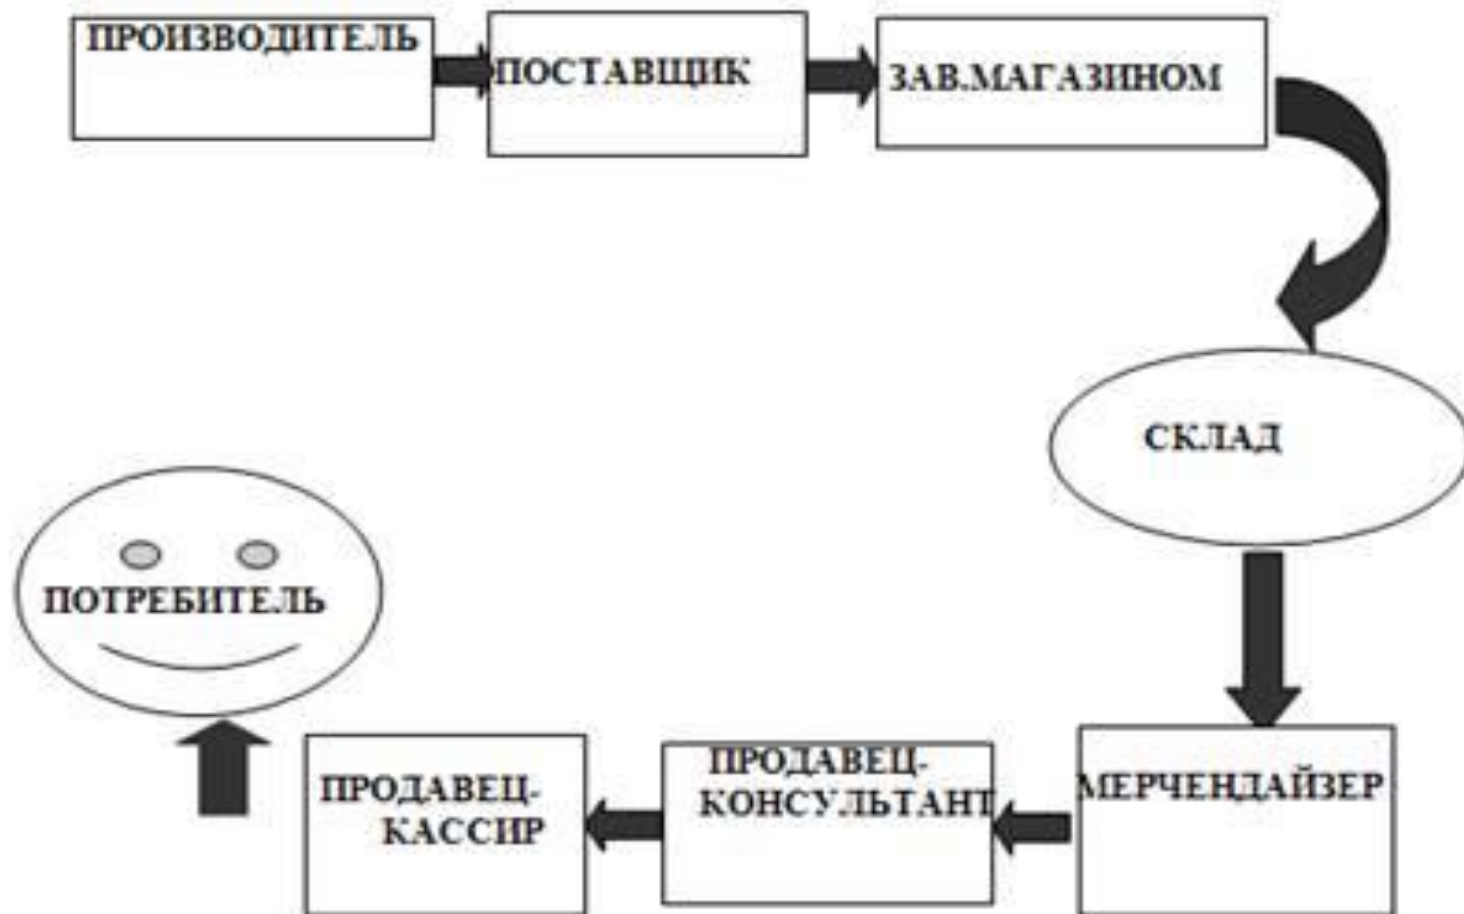 ПРОИЗВОДИТЕЛЬ
ПОСТАВЩИК
ЗАВ.МАГАЗИНОМ
СКЛАД
МЕРЧЕНДАЙЗЕР
ПРОДАВЕЦ-
КОНСУЛЬТАНТ
ПРОДАВЕЦ-
КАССИР
ПОТРЕБИТЕЛЬ